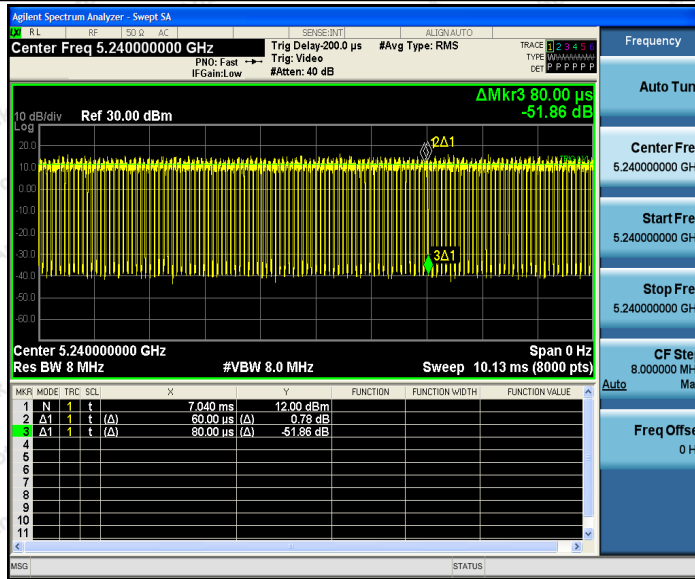 Agilent Spectrum Analyzer - Swept SA
RL RF 50 Ω AC SENSE:INT ALIGNAUTO
Center Freq 5.240000000 GHz
PNO: Fast
IFGain:Low
Trig Delay-200.0 µs
Trig: Video
#Atten: 40 dB
#Avg Type: RMS
TRACE 1 2 3 4 5 6
TYPE
DET P P P P P P
ΔMkr3 80.00 µs
-51.86 dB
10 dB/div Ref 30.00 dBm
Log
20.0
10.0
0.00
-10.0
-20.0
-30.0
-40.0
-50.0
-60.0
2Δ1
3Δ1
Center 5.240000000 GHz Span 0 Hz
Res BW 8 MHz #VBW 8.0 MHz Sweep 10.13 ms (8000 pts)
MKR MODE TRC SCL X Y FUNCTION FUNCTION WIDTH FUNCTION VALUE
1 N 1 t 7.040 ms 12.00 dBm
2 Δ1 1 t (Δ) 60.00 µs (Δ) 0.78 dB
3 Δ1 1 t (Δ) 80.00 µs (Δ) -51.86 dB
4
5
6
7
8
9
10
11
MSG STATUS
Frequency
Auto Tun
Center Fre
5.240000000 GH
Start Fre
5.240000000 GH
Stop Fre
5.240000000 GH
CF Ste
8.000000 MH
Auto Ma
Freq Offse
0 H